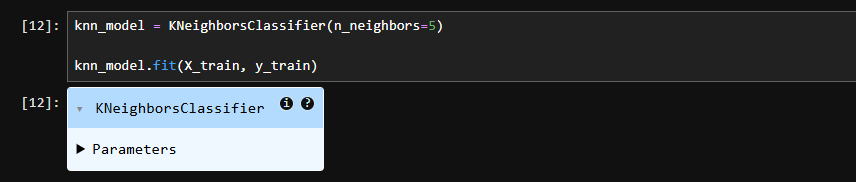 [12]: knn_model = KNeighborsClassifier(n_neighbors=5)
knn_model.fit(X_train, y_train)
[12]: ▾ KNeighborsClassifier i ?
▶ Parameters